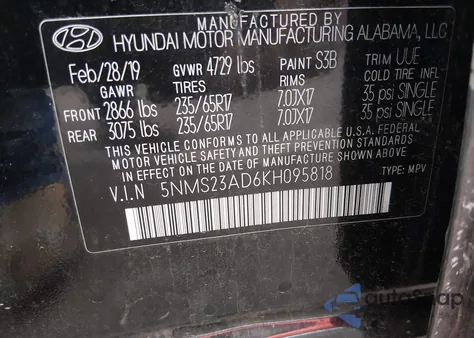 MANUFACTURED BY
HYUNDAI MOTOR MANUFACTURING ALABAMA, LLC
Feb/28/19 GVWR 4729 lbs PAINT S3B TRIM UUE
GAWR TIRES RIMS COLD TIRE INFL
FRONT 2866 lbs 235/65R17 7.0JX17 35 psi SINGLE
REAR 3075 lbs 235/65R17 7.0JX17 35 psi SINGLE
THIS VEHICLE CONFORMS TO ALL APPLICABLE U.S.A. FEDERAL
MOTOR VEHICLE SAFETY AND THEFT PREVENTION STANDARDS
IN EFFECT ON THE DATE OF MANUFACTURE SHOWN ABOVE.
V.I.N 5NMS23AD6KH095818 TYPE: MPV